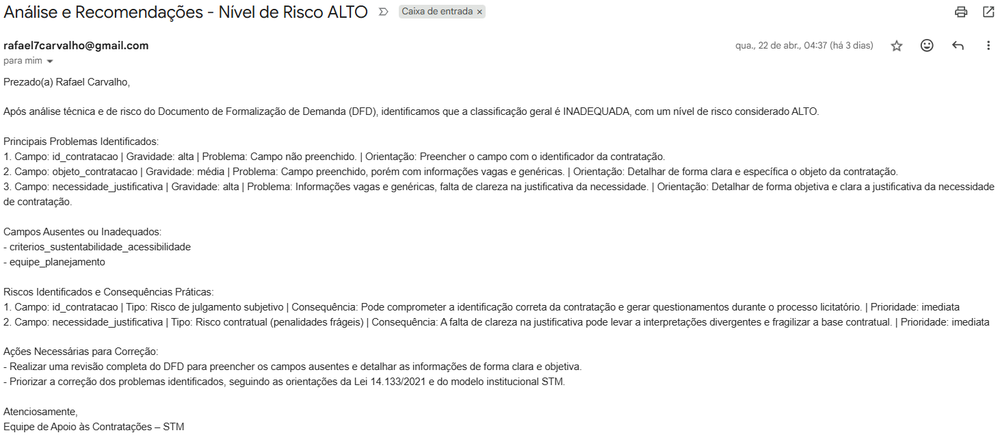 Análise e Recomendações - Nível de Risco ALTO
Caixa de entrada ×
rafael7carvalho@gmail.com
qua., 22 de abr., 04:37 (há 3 dias)
para mim
Prezado(a) Rafael Carvalho,
Após análise técnica e de risco do Documento de Formalização de Demanda (DFD), identificamos que a classificação geral é INADEQUADA, com um nível de risco considerado ALTO.
Principais Problemas Identificados:
1. Campo: id_contratacao | Gravidade: alta | Problema: Campo não preenchido. | Orientação: Preencher o campo com o identificador da contratação.
2. Campo: objeto_contratacao | Gravidade: média | Problema: Campo preenchido, porém com informações vagas e genéricas. | Orientação: Detalhar de forma clara e específica o objeto da contratação.
3. Campo: necessidade_justificativa | Gravidade: alta | Problema: Informações vagas e genéricas, falta de clareza na justificativa da necessidade. | Orientação: Detalhar de forma objetiva e clara a justificativa da necessidade
de contratação.
Campos Ausentes ou Inadequados:
- criterios_sustentabilidade_acessibilidade
- equipe_planejamento
Riscos Identificados e Consequências Práticas:
1. Campo: id_contratacao | Tipo: Risco de julgamento subjetivo | Consequência: Pode comprometer a identificação correta da contratação e gerar questionamentos durante o processo licitatório. | Prioridade: imediata
2. Campo: necessidade_justificativa | Tipo: Risco contratual (penalidades frágeis) | Consequência: A falta de clareza na justificativa pode levar a interpretações divergentes e fragilizar a base contratual. | Prioridade: imediata
Ações Necessárias para Correção:
- Realizar uma revisão completa do DFD para preencher os campos ausentes e detalhar as informações de forma clara e objetiva.
- Priorizar a correção dos problemas identificados, seguindo as orientações da Lei 14.133/2021 e do modelo institucional STM.
Atenciosamente,
Equipe de Apoio às Contratações – STM